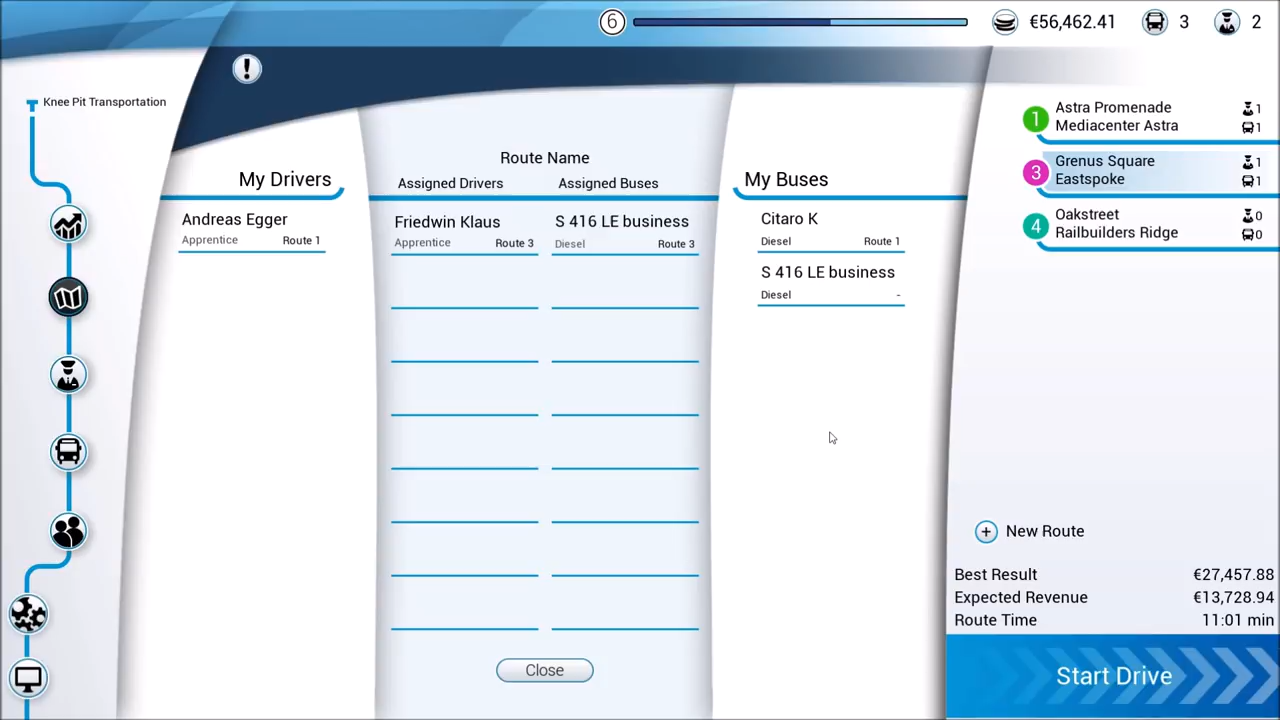 6
€56,462.41
3
2
!
Knee Pit Transportation
My Drivers
Andreas Egger
Apprentice Route 1
Route Name
Assigned Drivers Assigned Buses
Friedwin Klaus
Apprentice Route 3
S 416 LE business
Diesel Route 3
Close
My Buses
Citaro K
Diesel Route 1
S 416 LE business
Diesel -
1
Astra Promenade 1
Mediacenter Astra 1
3
Grenus Square 1
Eastspoke 1
4
Oakstreet 0
Railbuilders Ridge 0
+ New Route
Best Result €27,457.88
Expected Revenue €13,728.94
Route Time 11:01 min
Start Drive